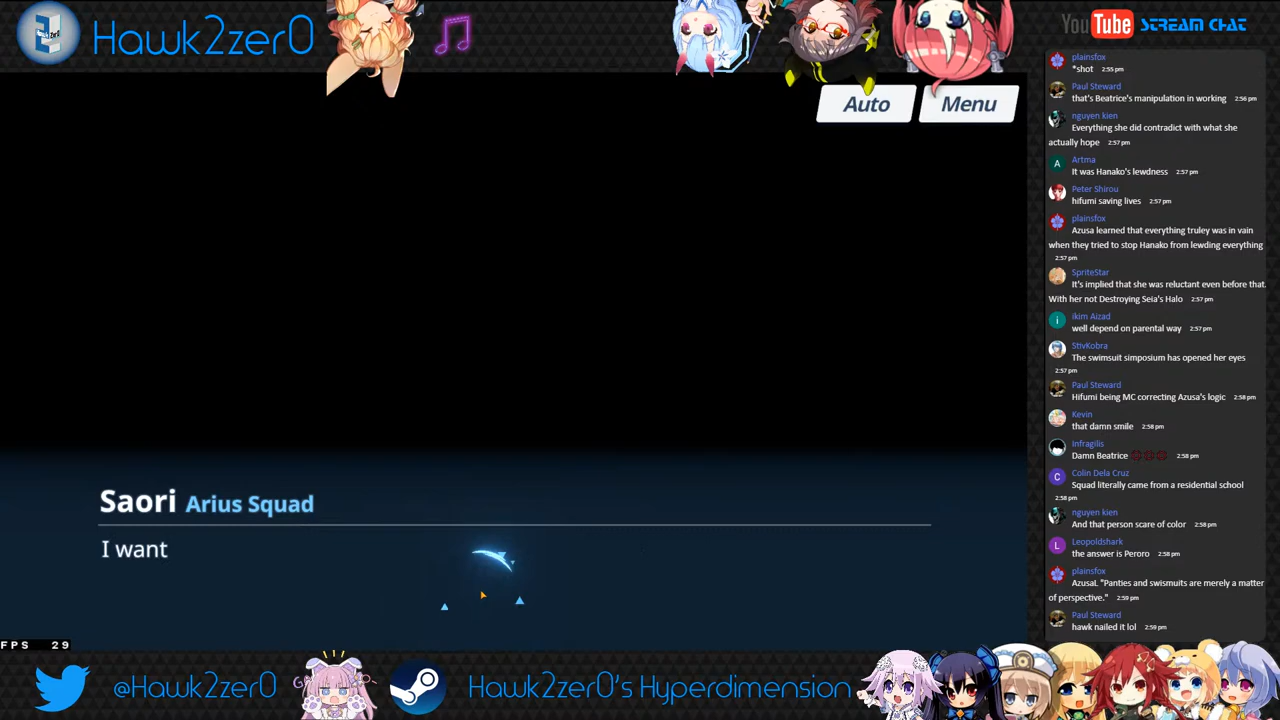 Hawk2zer0
YouTube STREAM CHAT
Auto
Menu
plainsfox
*shot 2:55 pm
Paul Steward
that's Beatrice's manipulation in working 2:56 pm
nguyen kien
Everything she did contradict with what she
actually hope 2:57 pm
A
Artma
It was Hanako's lewdness 2:57 pm
Peter Shirou
hifumi saving lives 2:57 pm
plainsfox
Azusa learned that everything truley was in vain
when they tried to stop Hanako from lewding everything
2:57 pm
SpriteStar
It's implied that she was reluctant even before that.
With her not Destroying Seia's Halo 2:57 pm
i
ikim Aizad
well depend on parental way 2:57 pm
StivKobra
The swimsuit simposium has opened her eyes
2:57 pm
Paul Steward
Hifumi being MC correcting Azusa's logic 2:58 pm
Kevin
that damn smile 2:58 pm
Infragilis
Damn Beatrice 2:58 pm
C
Colin Dela Cruz
Squad literally came from a residential school
2:58 pm
nguyen kien
And that person scare of color 2:58 pm
L
Leopoldshark
the answer is Peroro 2:58 pm
plainsfox
AzusaL "Panties and swismuits are merely a matter
of perspective." 2:59 pm
Paul Steward
hawk nailed it lol 2:59 pm
Saori Arius Squad
I want
FPS 29
@Hawk2zer0
Hawk2zer0's Hyperdimension